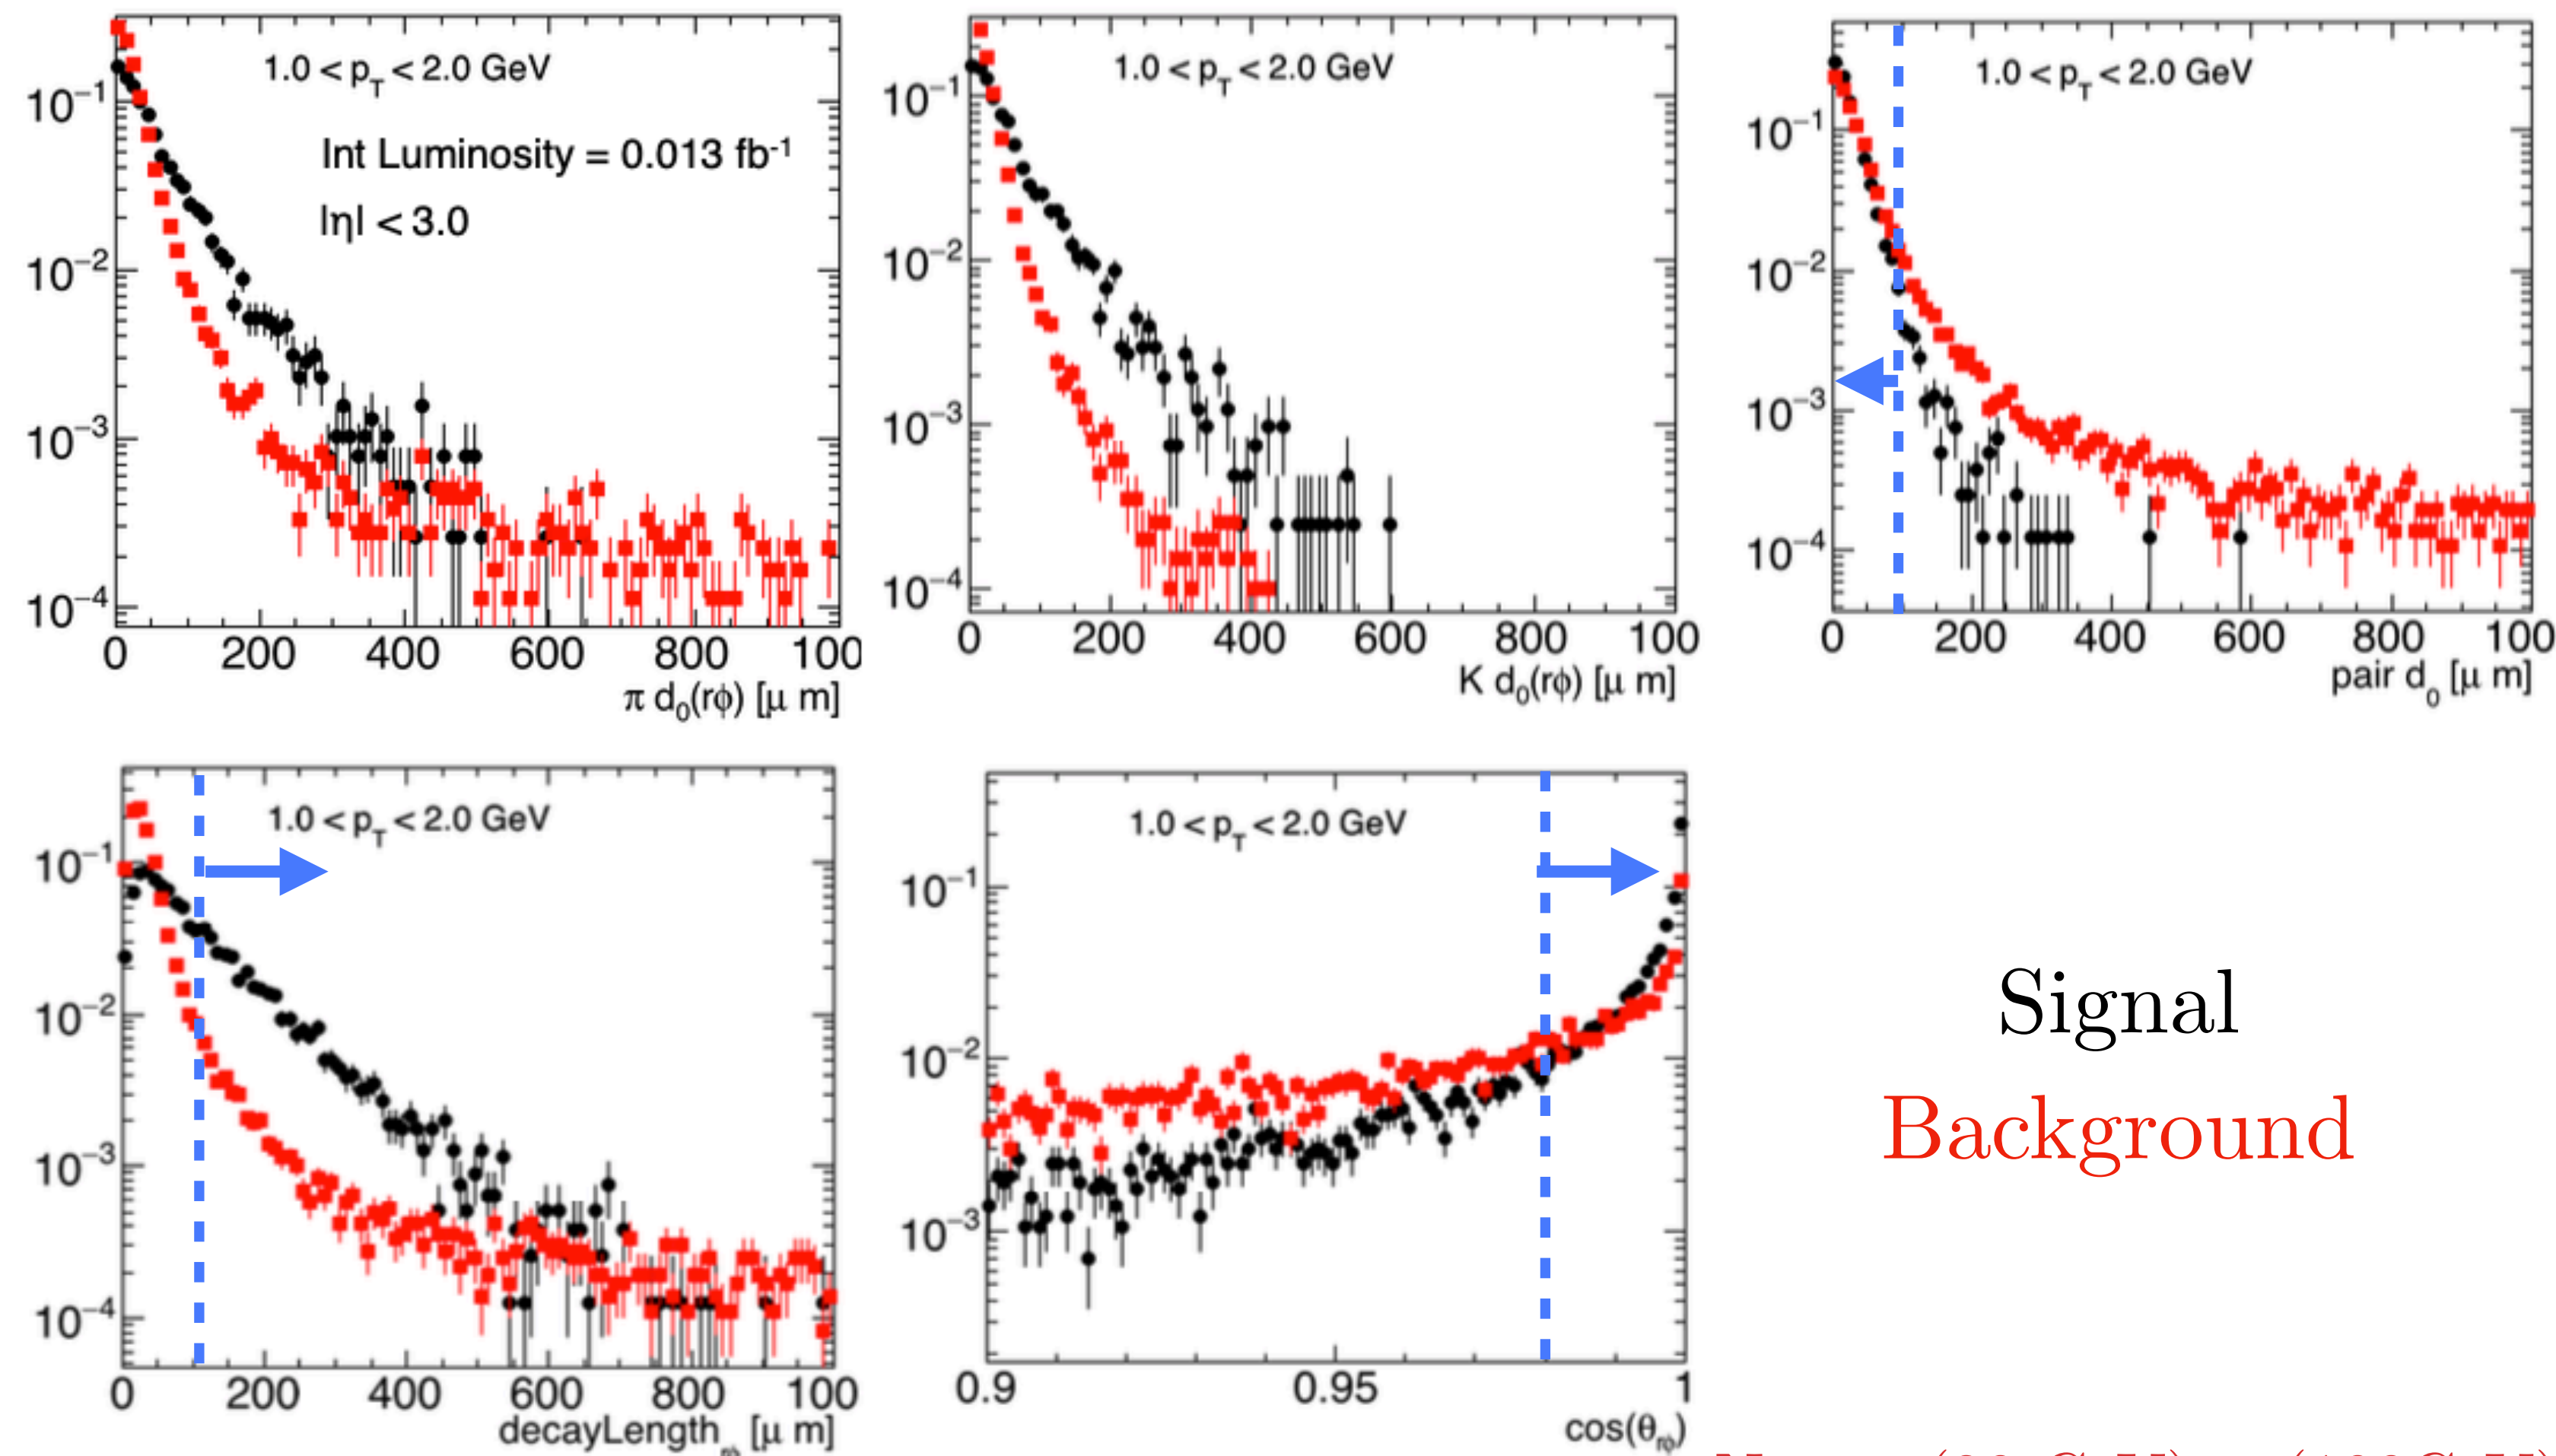 1.0 < p_T < 2.0 GeV
Int Luminosity = 0.013 fb⁻¹
|η| < 3.0
10⁻¹
10⁻²
10⁻³
10⁻⁴
0 200 400 600 800 100
π d₀(rφ) [μ m]
1.0 < p_T < 2.0 GeV
10⁻¹
10⁻²
10⁻³
10⁻⁴
0 200 400 600 800 100
K d₀(rφ) [μ m]
1.0 < p_T < 2.0 GeV
10⁻¹
10⁻²
10⁻³
10⁻⁴
0 200 400 600 800 100
pair d₀ [μ m]
1.0 < p_T < 2.0 GeV
10⁻¹
10⁻²
10⁻³
10⁻⁴
0 200 400 600 800 100
decayLength_rφ [μ m]
1.0 < p_T < 2.0 GeV
10⁻¹
10⁻²
10⁻³
0.9 0.95 1
cos(θ_rφ)
Signal
Background